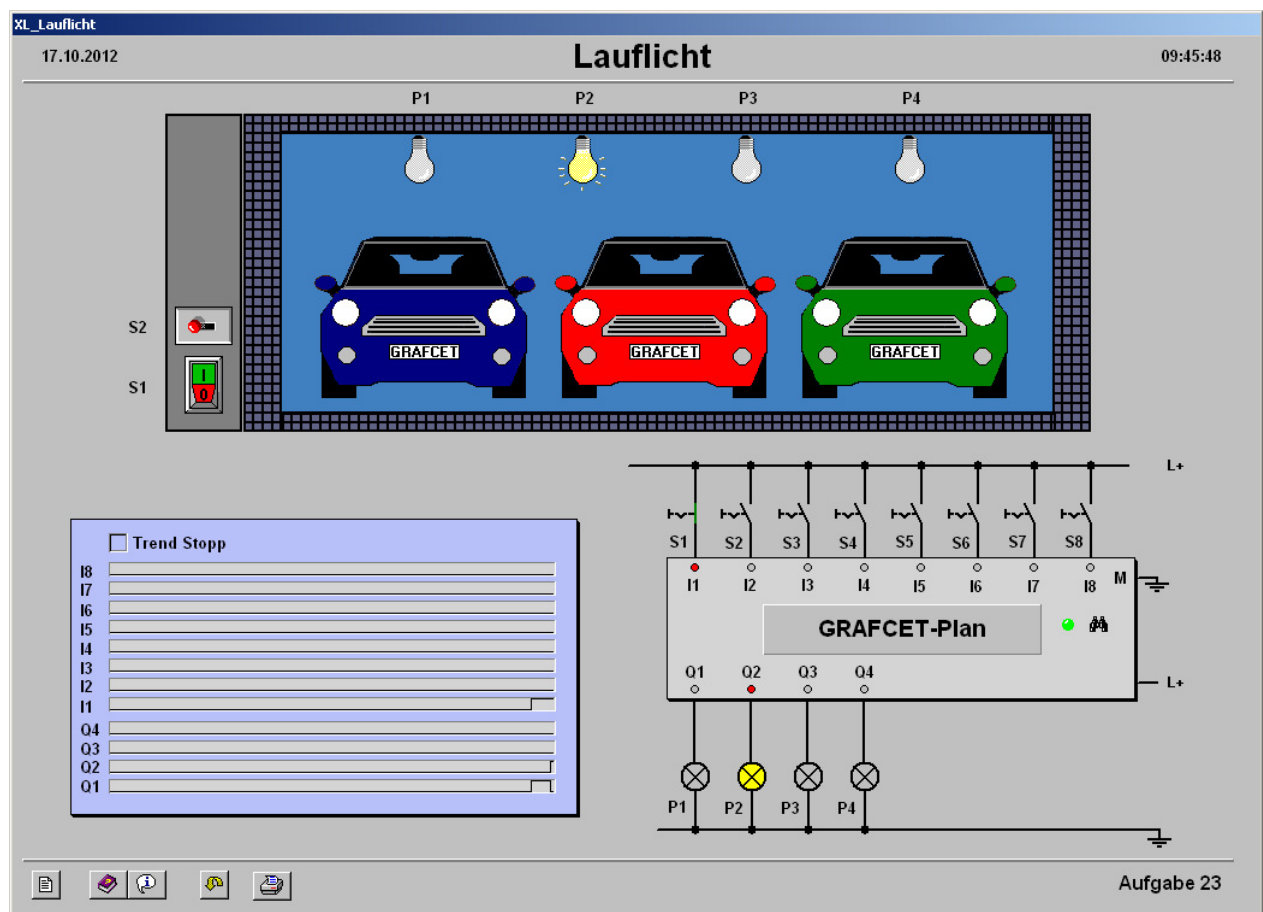 XL_Lauflicht
17.10.2012 Lauflicht 09:45:48
P1 P2 P3 P4
S2
S1
I
0
GRAFCET GRAFCET GRAFCET
L+
S1 S2 S3 S4 S5 S6 S7 S8
I1 I2 I3 I4 I5 I6 I7 I8 M
GRAFCET-Plan
Q1 Q2 Q3 Q4
L+
P1 P2 P3 P4
Trend Stopp
I8
I7
I6
I5
I4
I3
I2
I1
Q4
Q3
Q2
Q1
Aufgabe 23